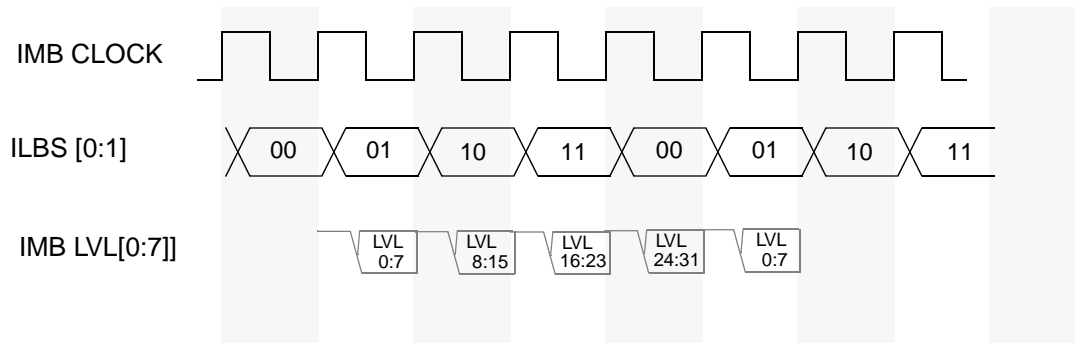 IMB CLOCK
ILBS [0:1]
00 01 10 11 00 01 10 11
IMB LVL[0:7]]
LVL LVL LVL LVL LVL
0:7 8:15 16:23 24:31 0:7